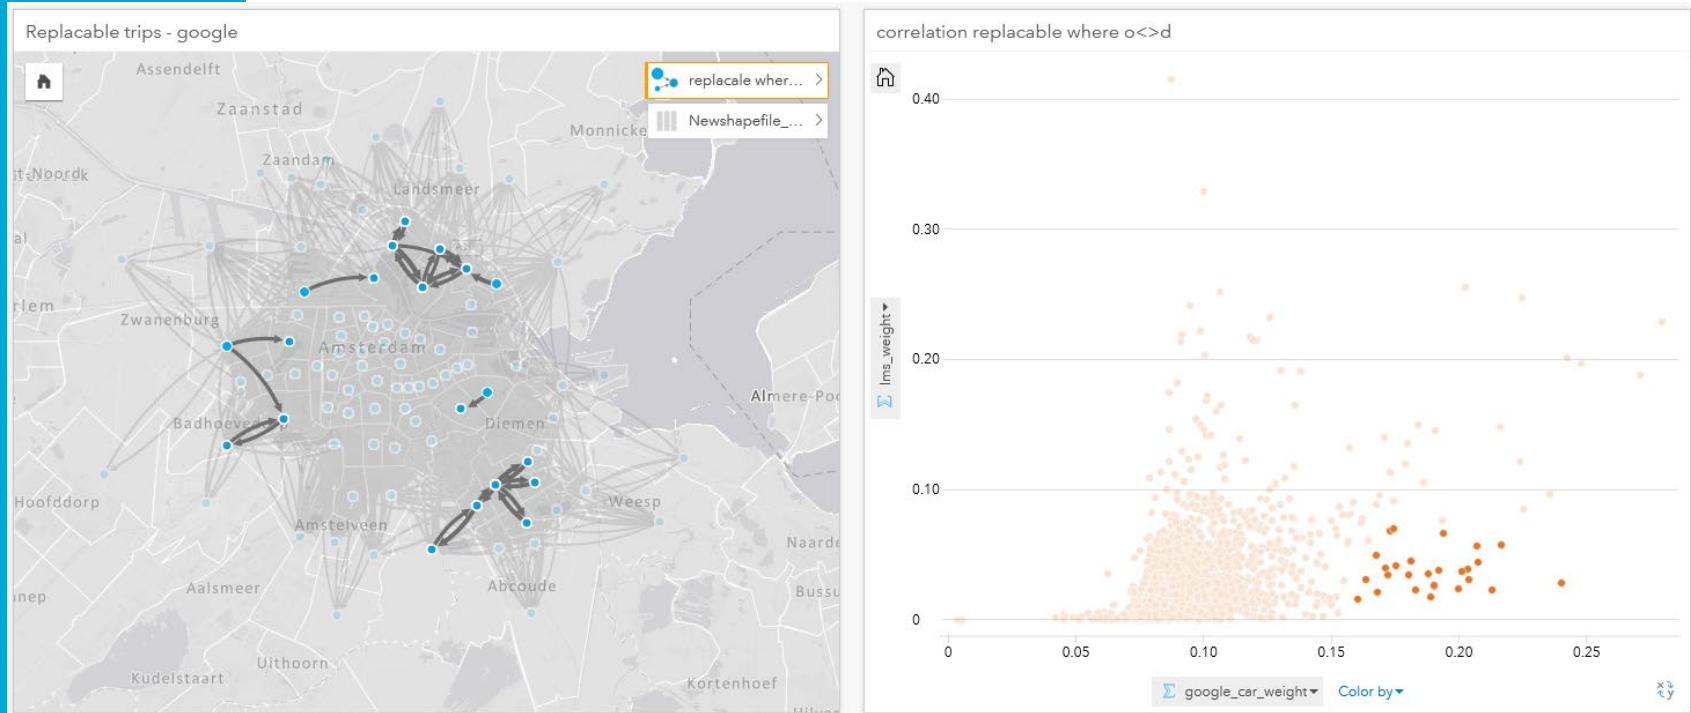 Replacable trips - google
Assendelft
Zaanstad
replacale wher...
Newshapefile_...
Monnicke
Zaandam
Landsmeer
Zwanenburg
Amsterdam
Badhoevedorp
Diemen
Almere-Poo
Hoofddorp
Weesp
Amstelveen
Naarde
Aalsmeer
Abcoude
Bussu
Uithoorn
Kudelstaart
Kortenhoef
correlation replacable where o<>d
0.40
0.30
0.20
0.10
0
lms_weight
0
0.05
0.10
0.15
0.20
0.25
google_car_weight
Color by
x y